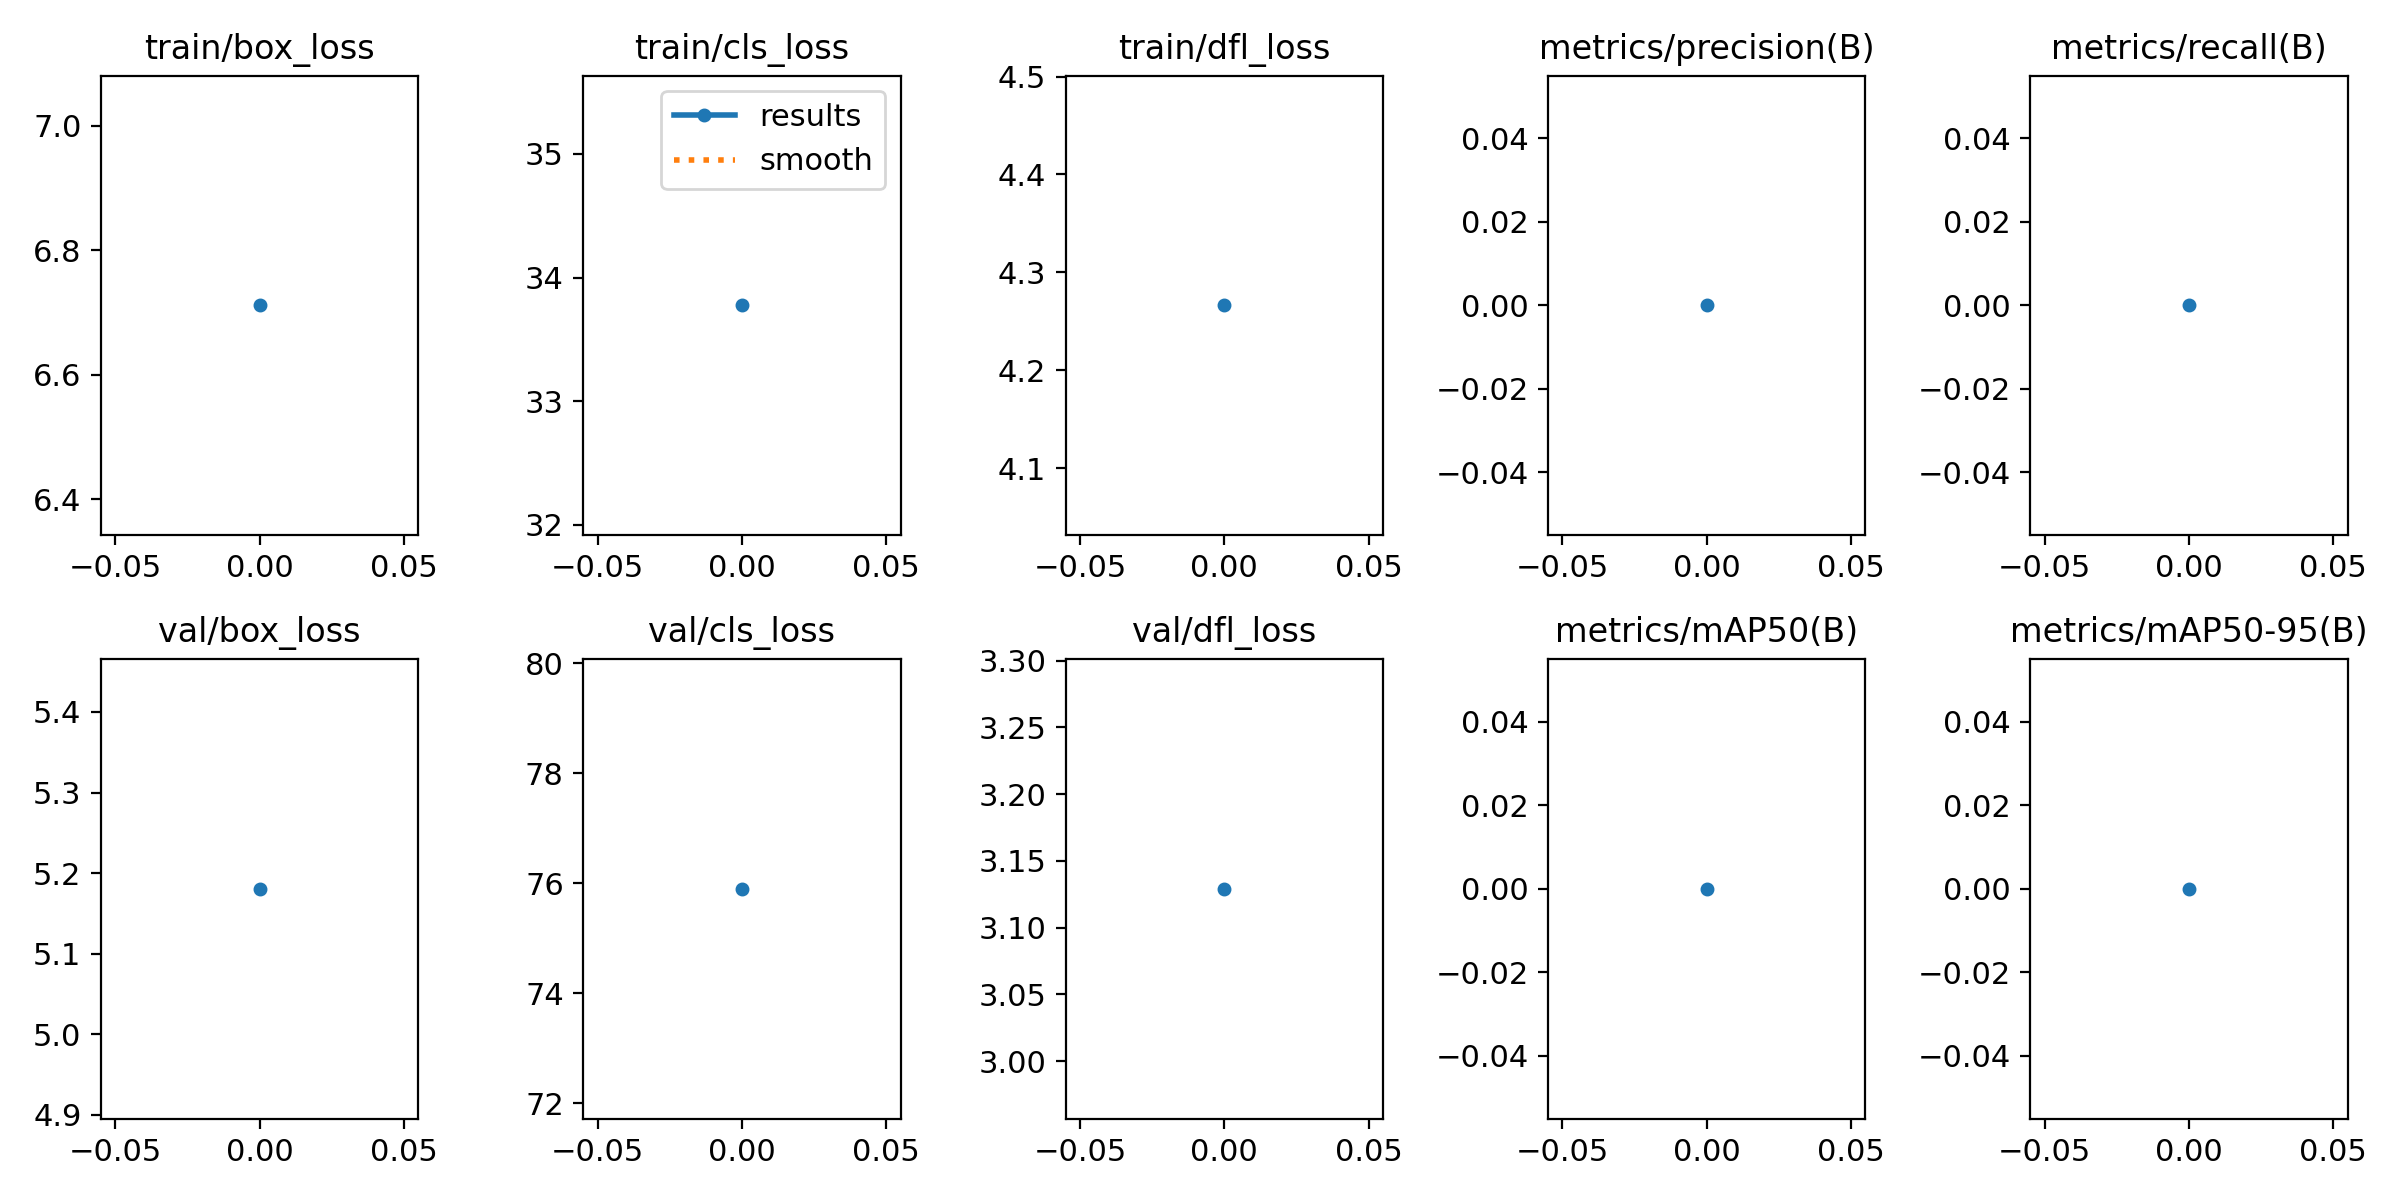 train/box_loss
7.0
6.8
6.6
6.4
−0.05 0.00 0.05
train/cls_loss
results
smooth
35
34
33
32
−0.05 0.00 0.05
train/dfl_loss
4.5
4.4
4.3
4.2
4.1
−0.05 0.00 0.05
metrics/precision(B)
0.04
0.02
0.00
−0.02
−0.04
−0.05 0.00 0.05
metrics/recall(B)
0.04
0.02
0.00
−0.02
−0.04
−0.05 0.00 0.05
val/box_loss
5.4
5.3
5.2
5.1
5.0
4.9
−0.05 0.00 0.05
val/cls_loss
80
78
76
74
72
−0.05 0.00 0.05
val/dfl_loss
3.30
3.25
3.20
3.15
3.10
3.05
3.00
−0.05 0.00 0.05
metrics/mAP50(B)
0.04
0.02
0.00
−0.02
−0.04
−0.05 0.00 0.05
metrics/mAP50-95(B)
0.04
0.02
0.00
−0.02
−0.04
−0.05 0.00 0.05